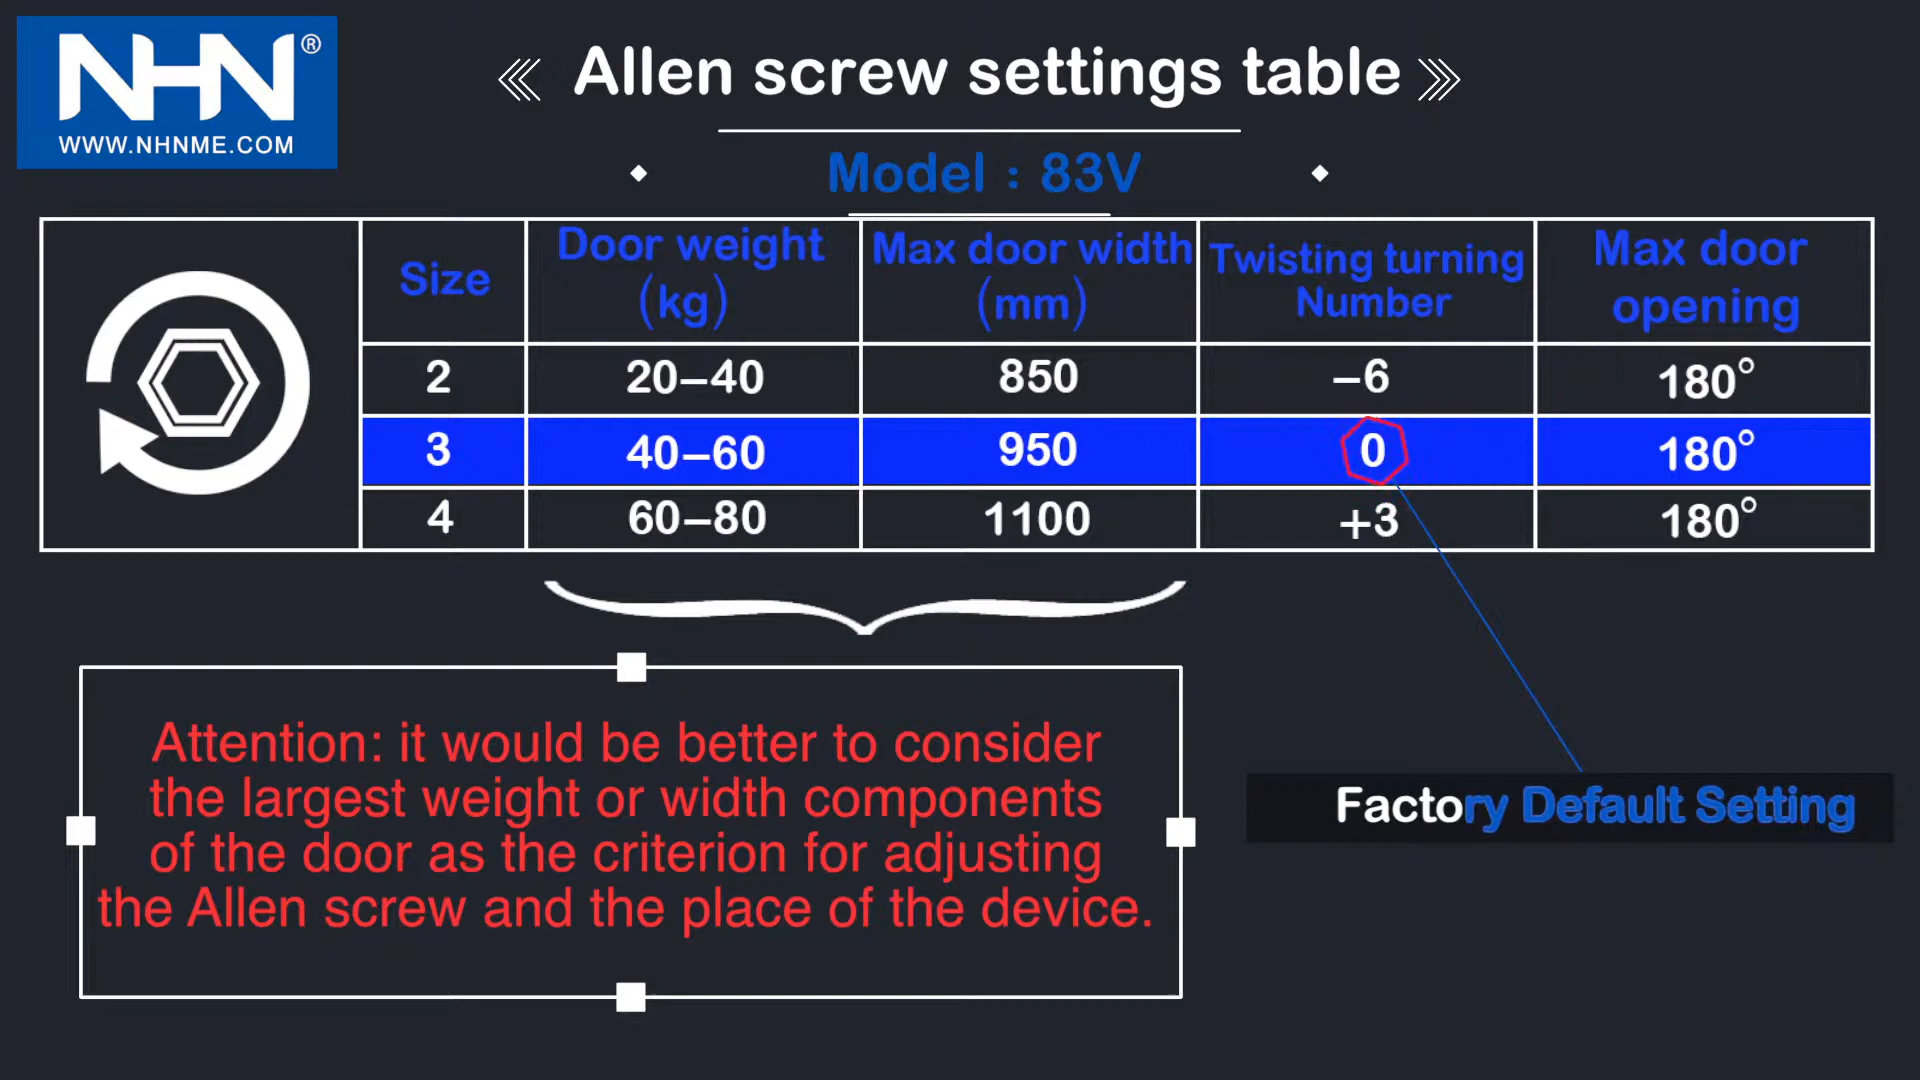 NHN®
WWW.NHNME.COM
Allen screw settings table
Model : 83V
Size Door weight (kg) Max door width (mm) Twisting turning Number Max door opening
2 20–40 850 –6 180°
3 40–60 950 0 180°
4 60–80 1100 +3 180°
Attention: it would be better to consider
the largest weight or width components
of the door as the criterion for adjusting
the Allen screw and the place of the device.
Factory Default Setting